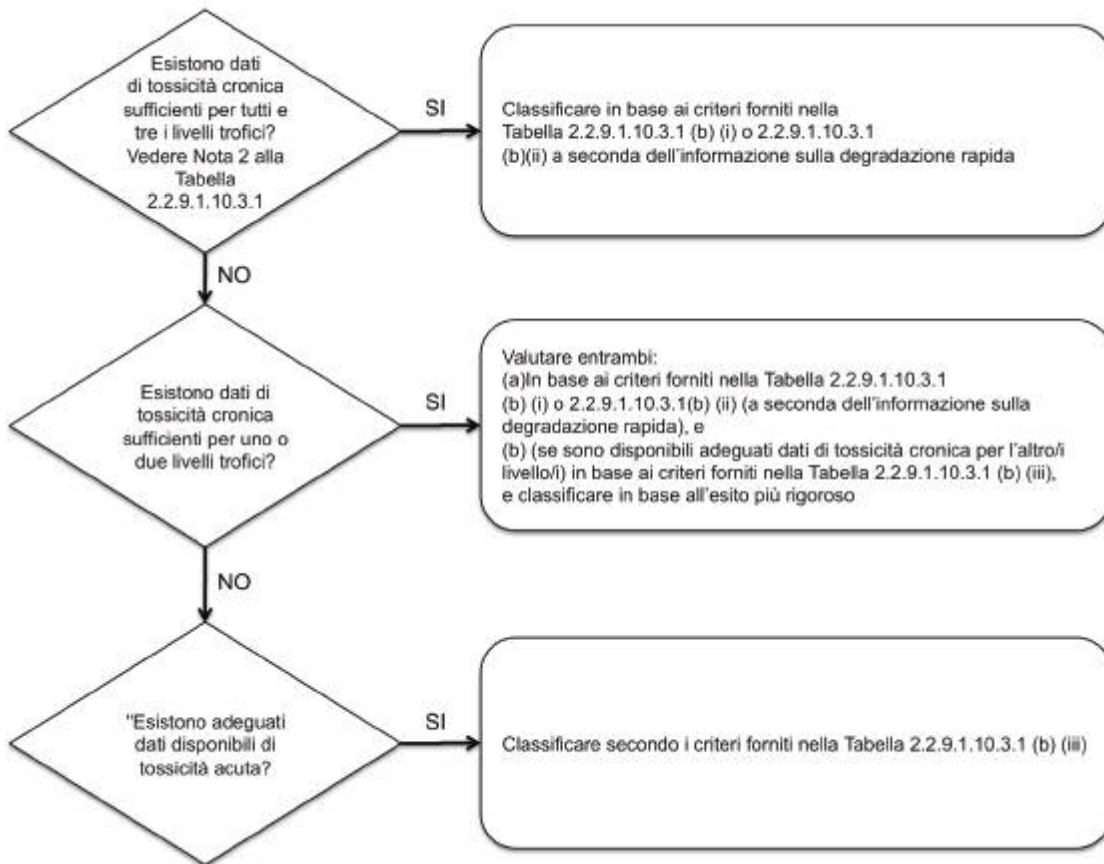 Esistono dati
di tossicità cronica
sufficienti per tutti e
tre i livelli trofici?
Vedere Nota 2 alla
Tabella
2.2.9.1.10.3.1
SI
Classificare in base ai criteri forniti nella
Tabella 2.2.9.1.10.3.1 (b) (i) o 2.2.9.1.10.3.1
(b)(ii) a seconda dell'informazione sulla degradazione rapida
NO
Esistono dati di
tossicità cronica
sufficienti per uno o
due livelli trofici?
SI
Valutare entrambi:
(a)In base ai criteri forniti nella Tabella 2.2.9.1.10.3.1
(b) (i) o 2.2.9.1.10.3.1(b) (ii) (a seconda dell'informazione sulla
degradazione rapida), e
(b) (se sono disponibili adeguati dati di tossicità cronica per l'altro/i
livello/i) in base ai criteri forniti nella Tabella 2.2.9.1.10.3.1 (b) (iii),
e classificare in base all'esito più rigoroso
NO
"Esistono adeguati
dati disponibili di
tossicità acuta?
SI
Classificare secondo i criteri forniti nella Tabella 2.2.9.1.10.3.1 (b) (iii)